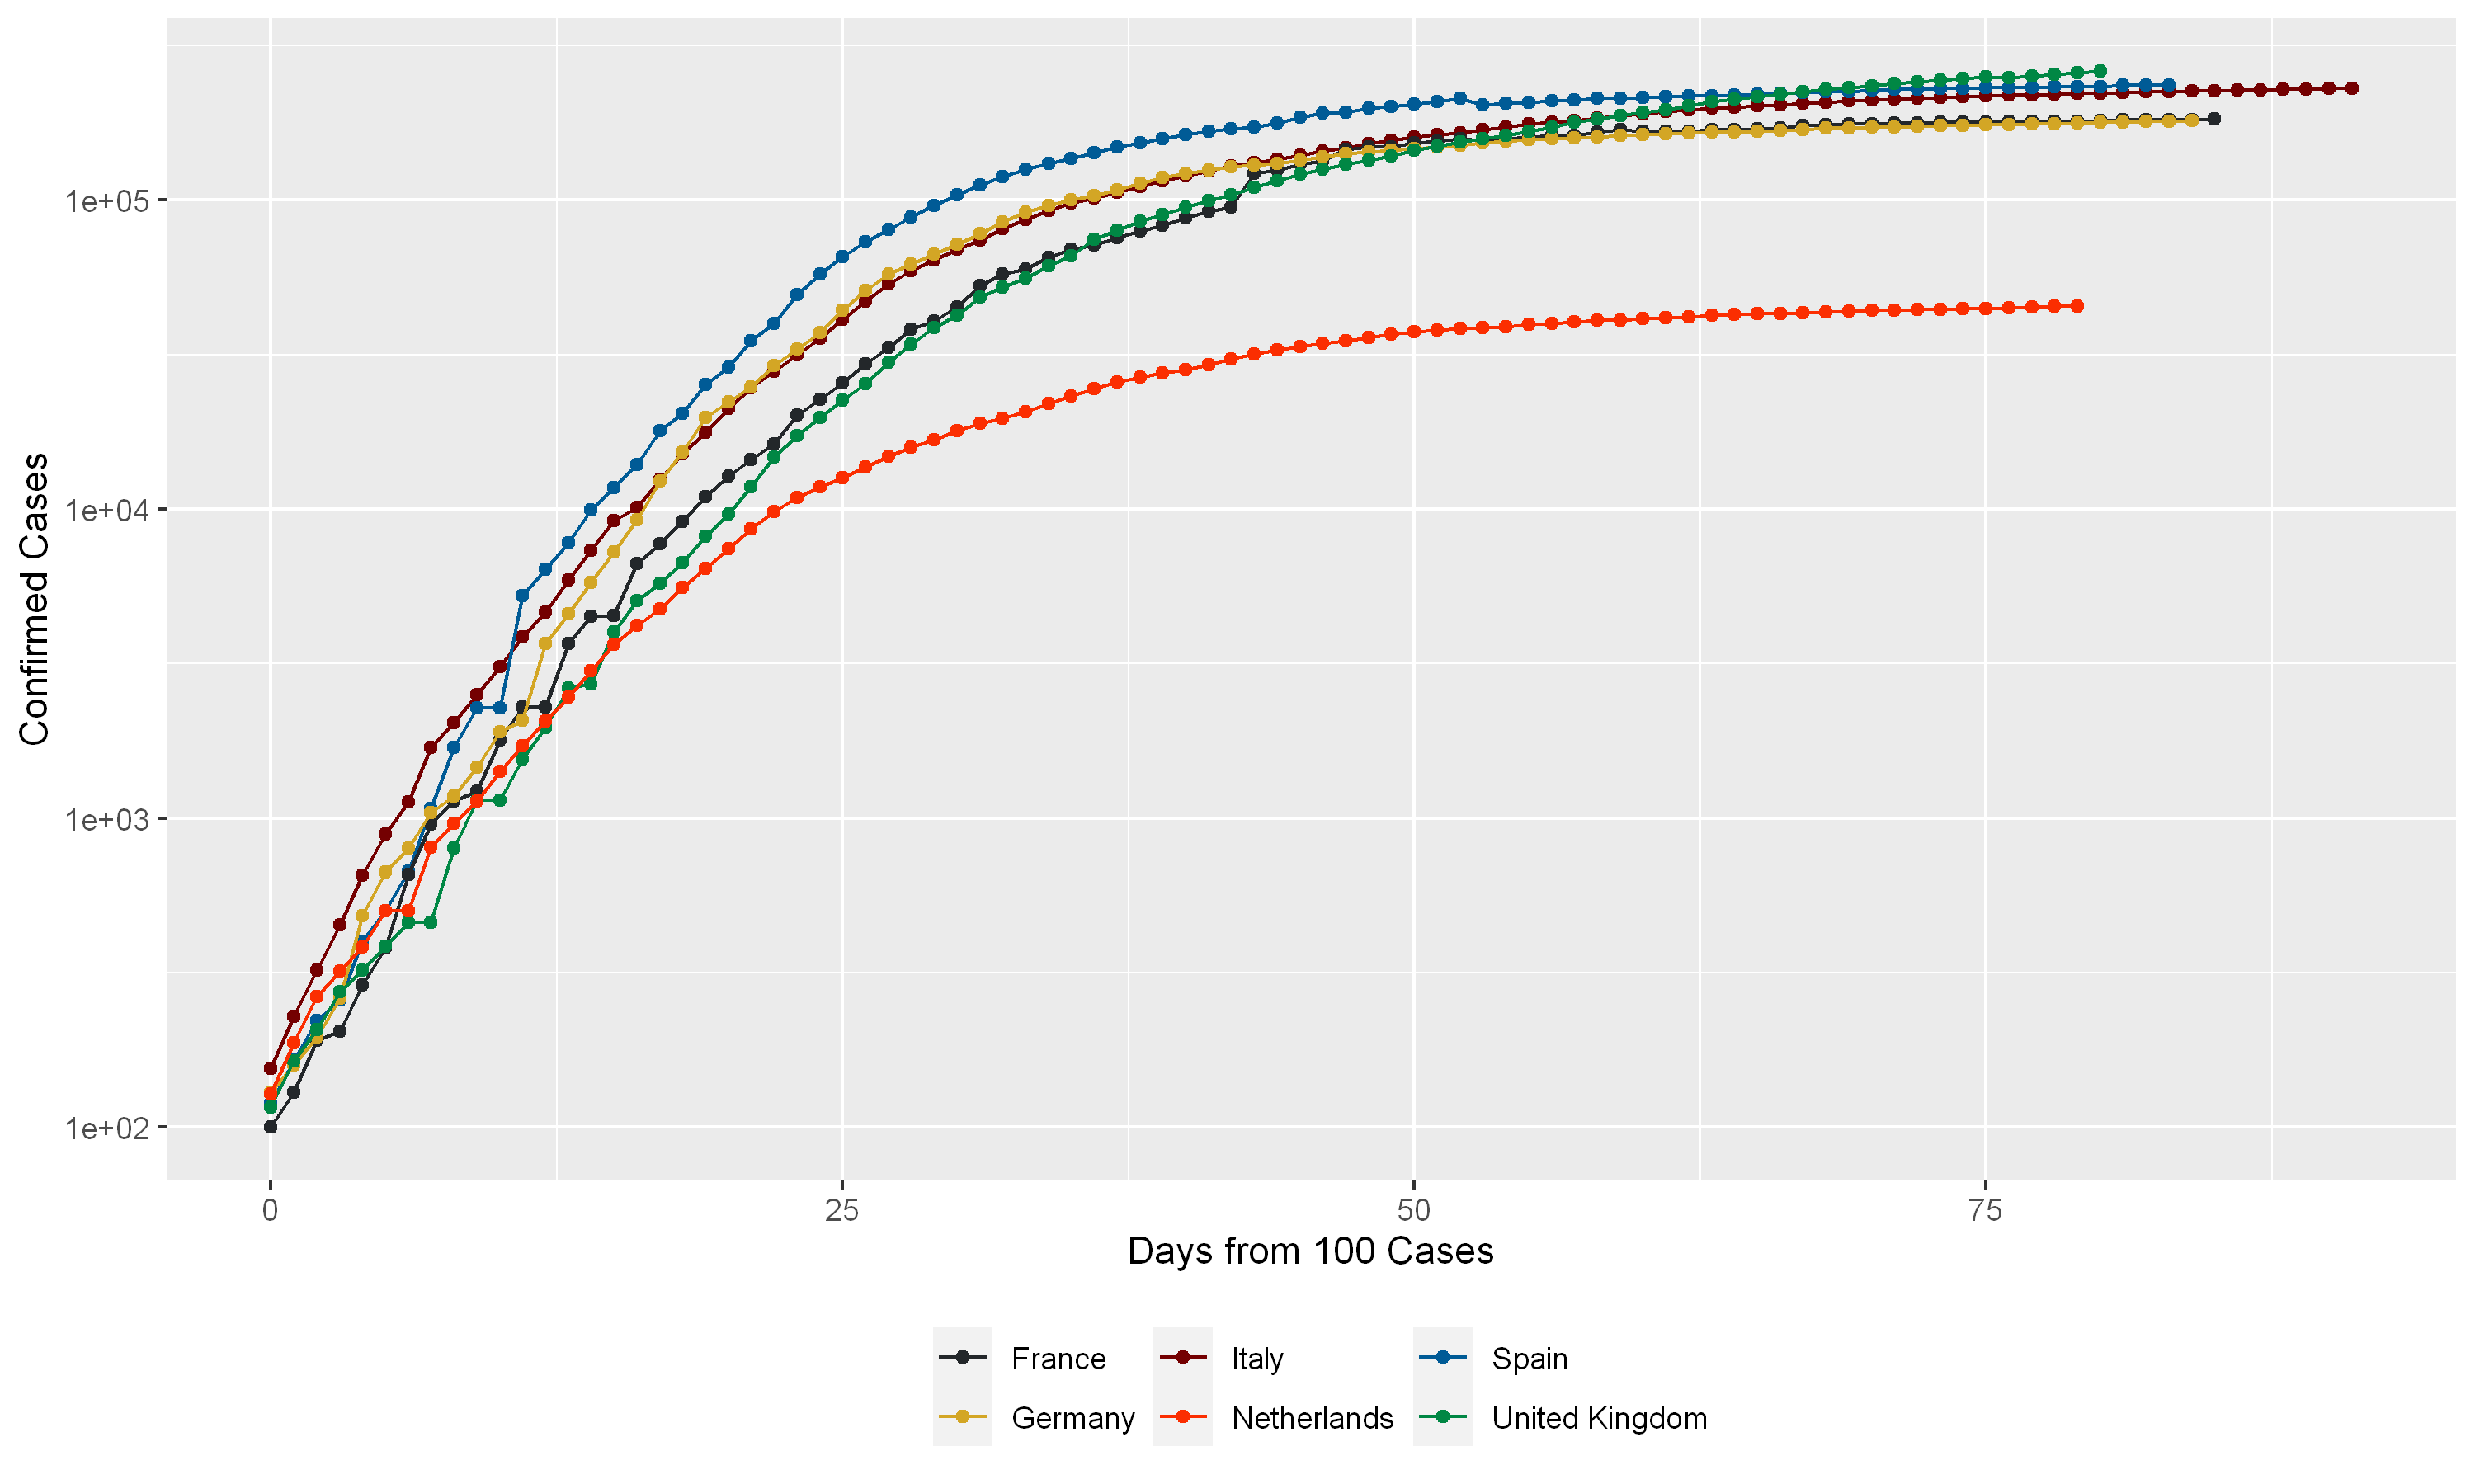 1e+05
1e+04
1e+03
1e+02
Confirmed Cases
0 25 50 75
Days from 100 Cases
France Italy Spain
Germany Netherlands United Kingdom